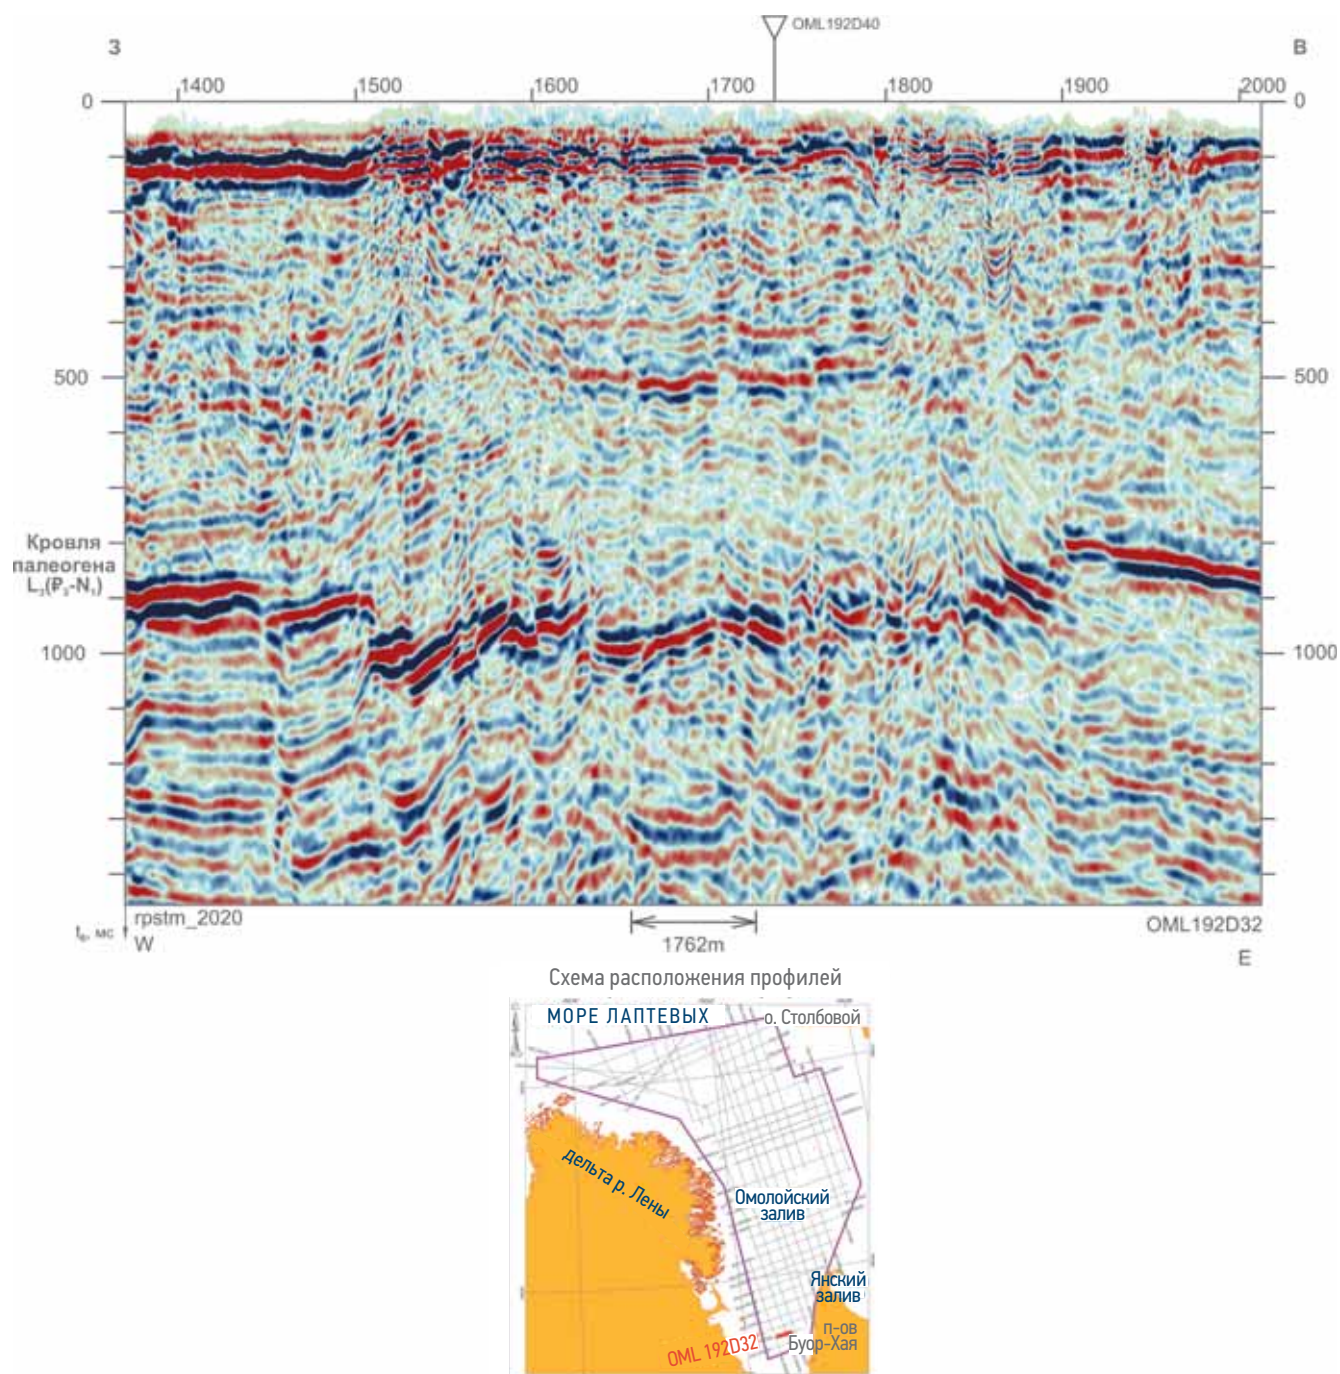 OML192D40
З
В
1400
1500
1600
1700
1800
1900
2000
0
0
500
500
Кровля
палеогена
L₃(₽₃-N₁)
1000
1000
rpstm_2020
OML192D32
W
1762m
E
Схема расположения профилей
МОРЕ ЛАПТЕВЫХ
о. Столбовой
дельта р. Лены
Омолойский
залив
Янский
залив
п-ов
Буор-Хая
OML 192D32